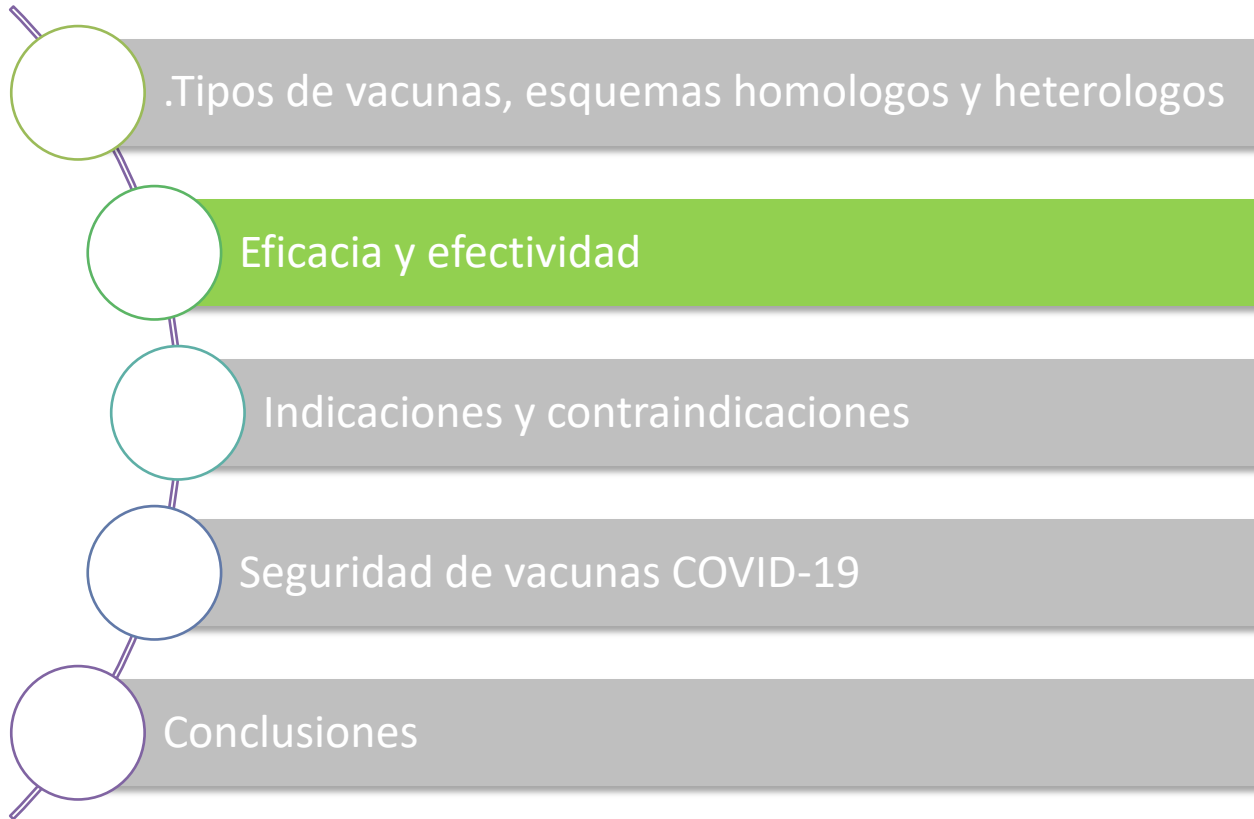 .Tipos de vacunas, esquemas homologos y heterologos
Eficacia y efectividad
Indicaciones y contraindicaciones
Seguridad de vacunas COVID-19
Conclusiones